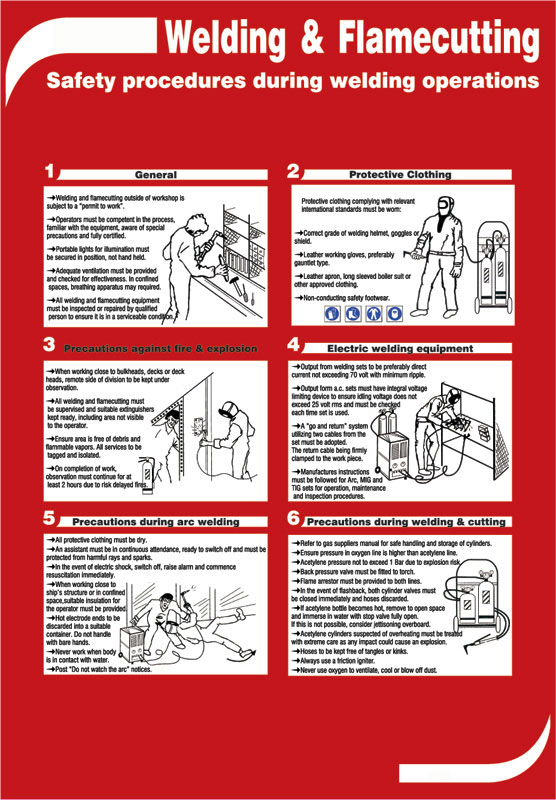 Welding & Flamecutting
Safety procedures during welding operations
1 General
➔Welding and flamecutting outside of workshop is
subject to a "permit to work".
➔Operators must be competent in the process,
familiar with the equipment, aware of special
precautions and fully certified.
➔Portable lights for illumination must
be secured in position, not hand held.
➔Adequate ventilation must be provided
and checked for effectiveness. In confined
spaces, breathing apparatus may required.
➔All welding and flamecutting equipment
must be inspected or repaired by qualified
person to ensure it in a serviceable condition.
2 Protective Clothing
Protective clothing complying with relevant
international standards must be worn:
➔Correct grade of welding helmet, goggles or
shield.
➔Leather working gloves, preferably
gauntlet type.
➔Leather apron, long sleeved boiler suit or
other approved clothing.
➔Non-conducting safety footwear.
3 Precautions against fire & explosion
➔When working close to bulkheads, decks or deck
heads, remote side of division to be kept under
observation.
➔All welding and flamecutting must
be supervised and suitable extinguishers
kept ready, including area not visible
to the operator.
➔Ensure area is free of debris and
flammable vapors. All services to be
tagged and isolated.
➔On completion of work,
observation must continue for at
least 2 hours due to risk delayed fires.
4 Electric welding equipment
➔Output from welding sets to be preferably direct
current not exceeding 70 volt with minimum ripple.
➔Output form a.c. sets must have integral voltage
limiting device to ensure idling voltage does not
exceed 25 volt rms and must be checked
each time set is used.
➔A "go and return" system
utilizing two cables from the
set must be adopted.
The return cable being firmly
clamped to the work piece.
➔Manufactures instructions
must be followed for Arc, MIG and
TIG sets for operation, maintenance
and inspection procedures.
5 Precautions during arc welding
➔All protective clothing must be dry.
➔An assistant must be in continuous attendance, ready to switch off and must be
protected from harmful rays and sparks.
➔In the event of electric shock, switch off, raise alarm and commence
resuscitation immediately.
➔When working close to
ship's structure or in confined
space,suitable insulation for
the operator must be provided.
➔Hot electrode ends to be
discarded into a suitable
container. Do not handle
with bare hands.
➔Never work when body
is in contact with water.
➔Post "Do not watch the arc" notices.
6 Precautions during welding & cutting
➔Refer to gas suppliers manual for safe handling and storage of cylinders.
➔Ensure pressure in oxygen line is higher than acetylene line.
➔Acetylene pressure not to exceed 1 Bar due to explosion risk.
➔Back pressure valve must be fitted to torch.
➔Flame arrestor must be provided to both lines.
➔In the event of flashback, both cylinder valves must
be closed immediately and hoses discarded.
➔If acetylene bottle becomes hot, remove to open space
and immerse in water with stop valve fully open.
If this is not possible, consider jettisoning overboard.
➔Acetylene cylinders suspected of overheating must be treated
with extreme care as any impact could cause an explosion.
➔Hoses to be kept free of tangles or kinks.
➔Always use a friction igniter.
➔Never use oxygen to ventilate, cool or blow off dust.